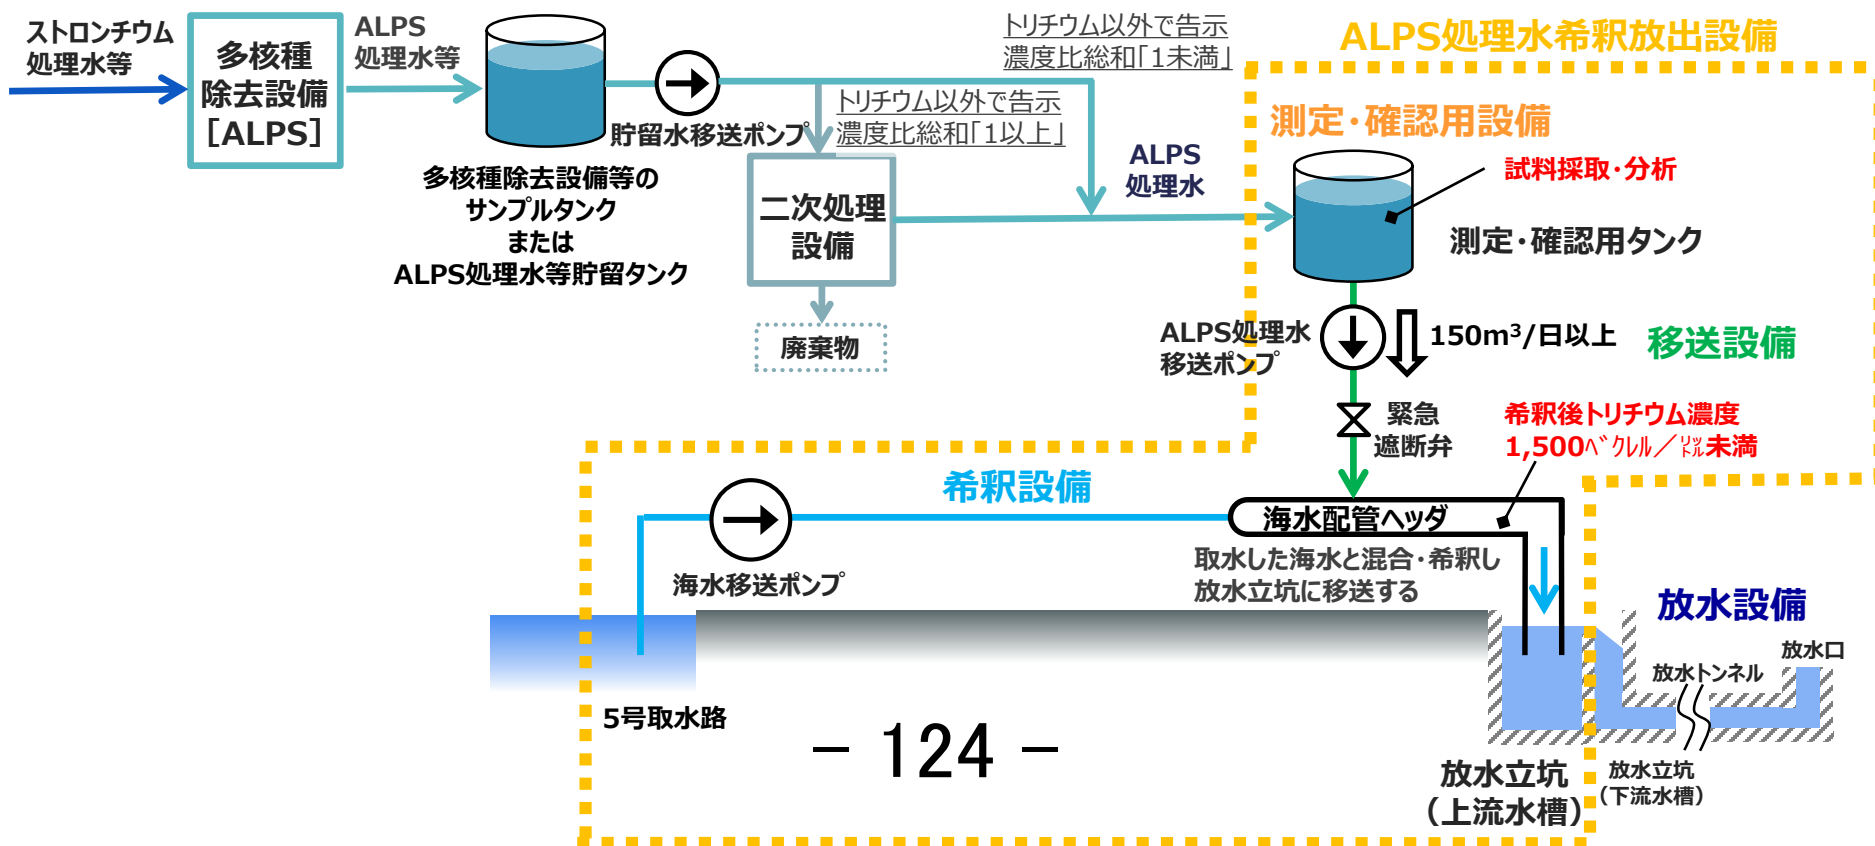 ストロンチウム
処理水等
多核種
除去設備
[ALPS]
ALPS
処理水等
貯留水移送ポンプ
多核種除去設備等の
サンプルタンク
または
ALPS処理水等貯留タンク
トリチウム以外で告示
濃度比総和｢1未満｣
トリチウム以外で告示
濃度比総和｢1以上｣
二次処理
設備
廃棄物
ALPS
処理水
ALPS処理水希釈放出設備
測定･確認用設備
試料採取･分析
測定･確認用タンク
ALPS処理水
移送ポンプ
150m³/日以上
移送設備
緊急
遮断弁
希釈後トリチウム濃度
1,500ﾍﾞｸﾚﾙ／㍑未満
希釈設備
海水配管ヘッダ
海水移送ポンプ
取水した海水と混合･希釈し
放水立坑に移送する
放水設備
放水口
放水トンネル
5号取水路
－ 124 －
放水立坑
（上流水槽）
放水立坑
（下流水槽）